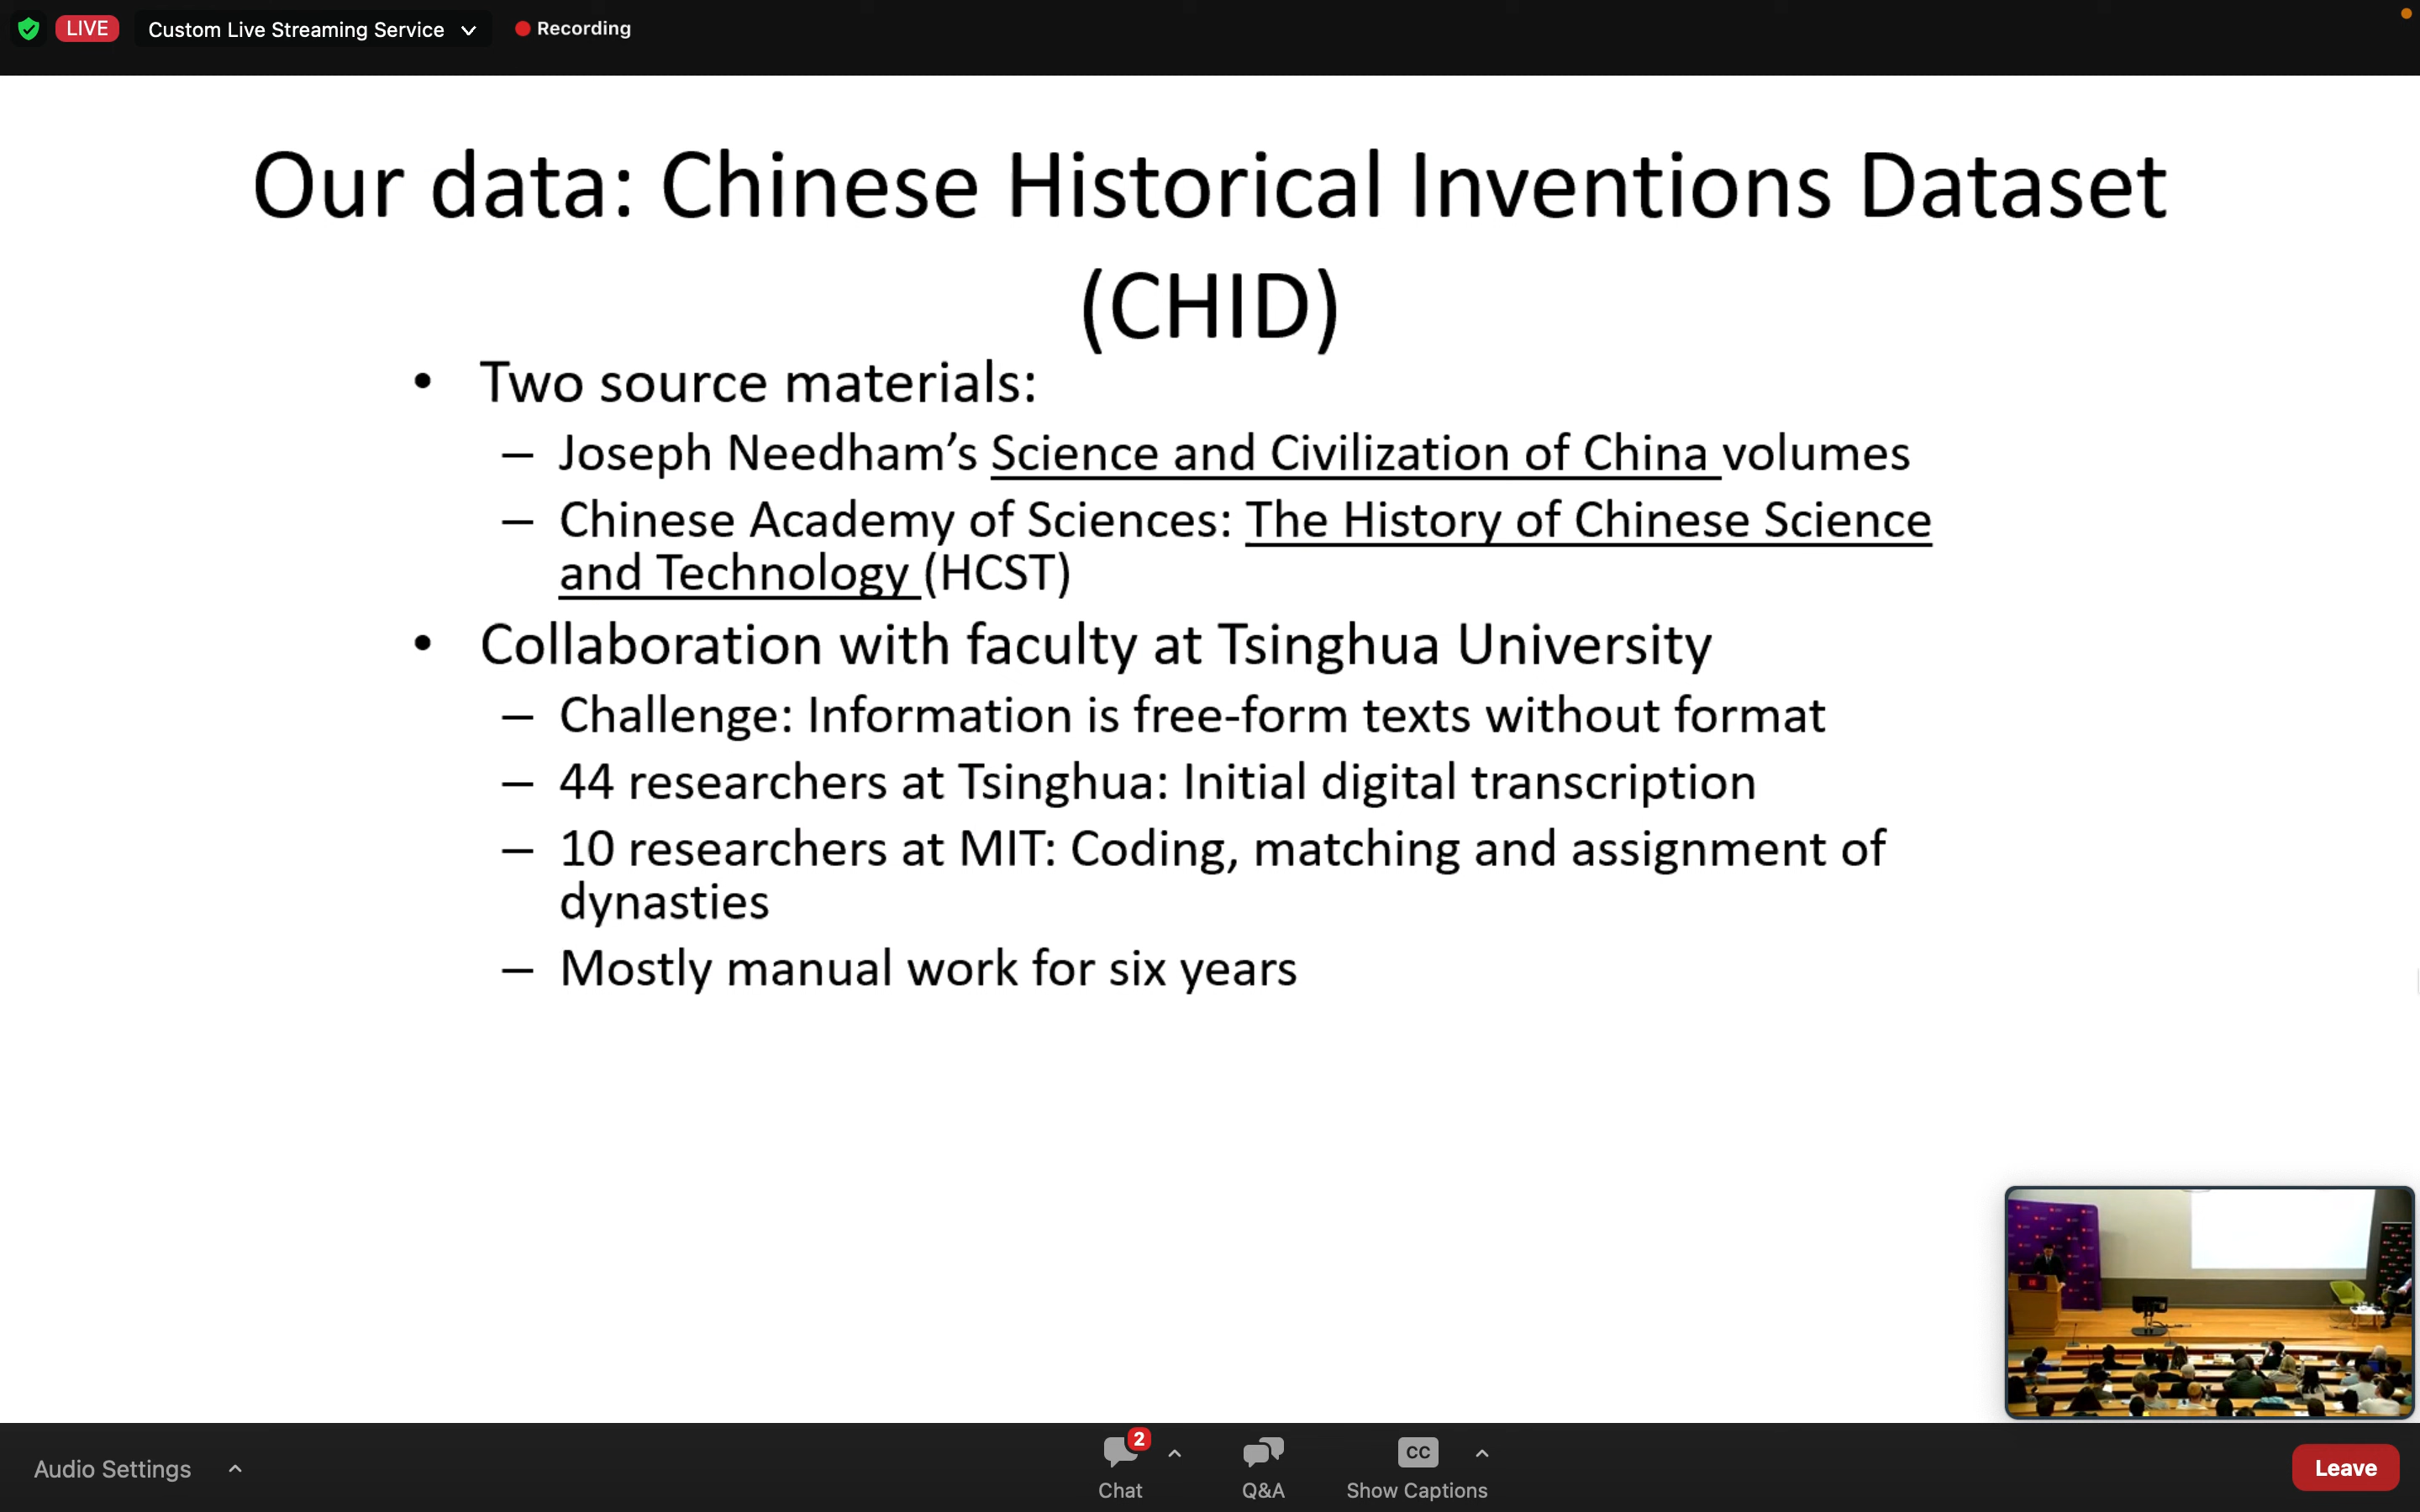 LIVE Custom Live Streaming Service Recording
Our data: Chinese Historical Inventions Dataset
(CHID)
• Two source materials:
– Joseph Needham’s Science and Civilization of China volumes
– Chinese Academy of Sciences: The History of Chinese Science
and Technology (HCST)
• Collaboration with faculty at Tsinghua University
– Challenge: Information is free-form texts without format
– 44 researchers at Tsinghua: Initial digital transcription
– 10 researchers at MIT: Coding, matching and assignment of
dynasties
– Mostly manual work for six years
Audio Settings
2
CC
Chat Q&A Show Captions
Leave